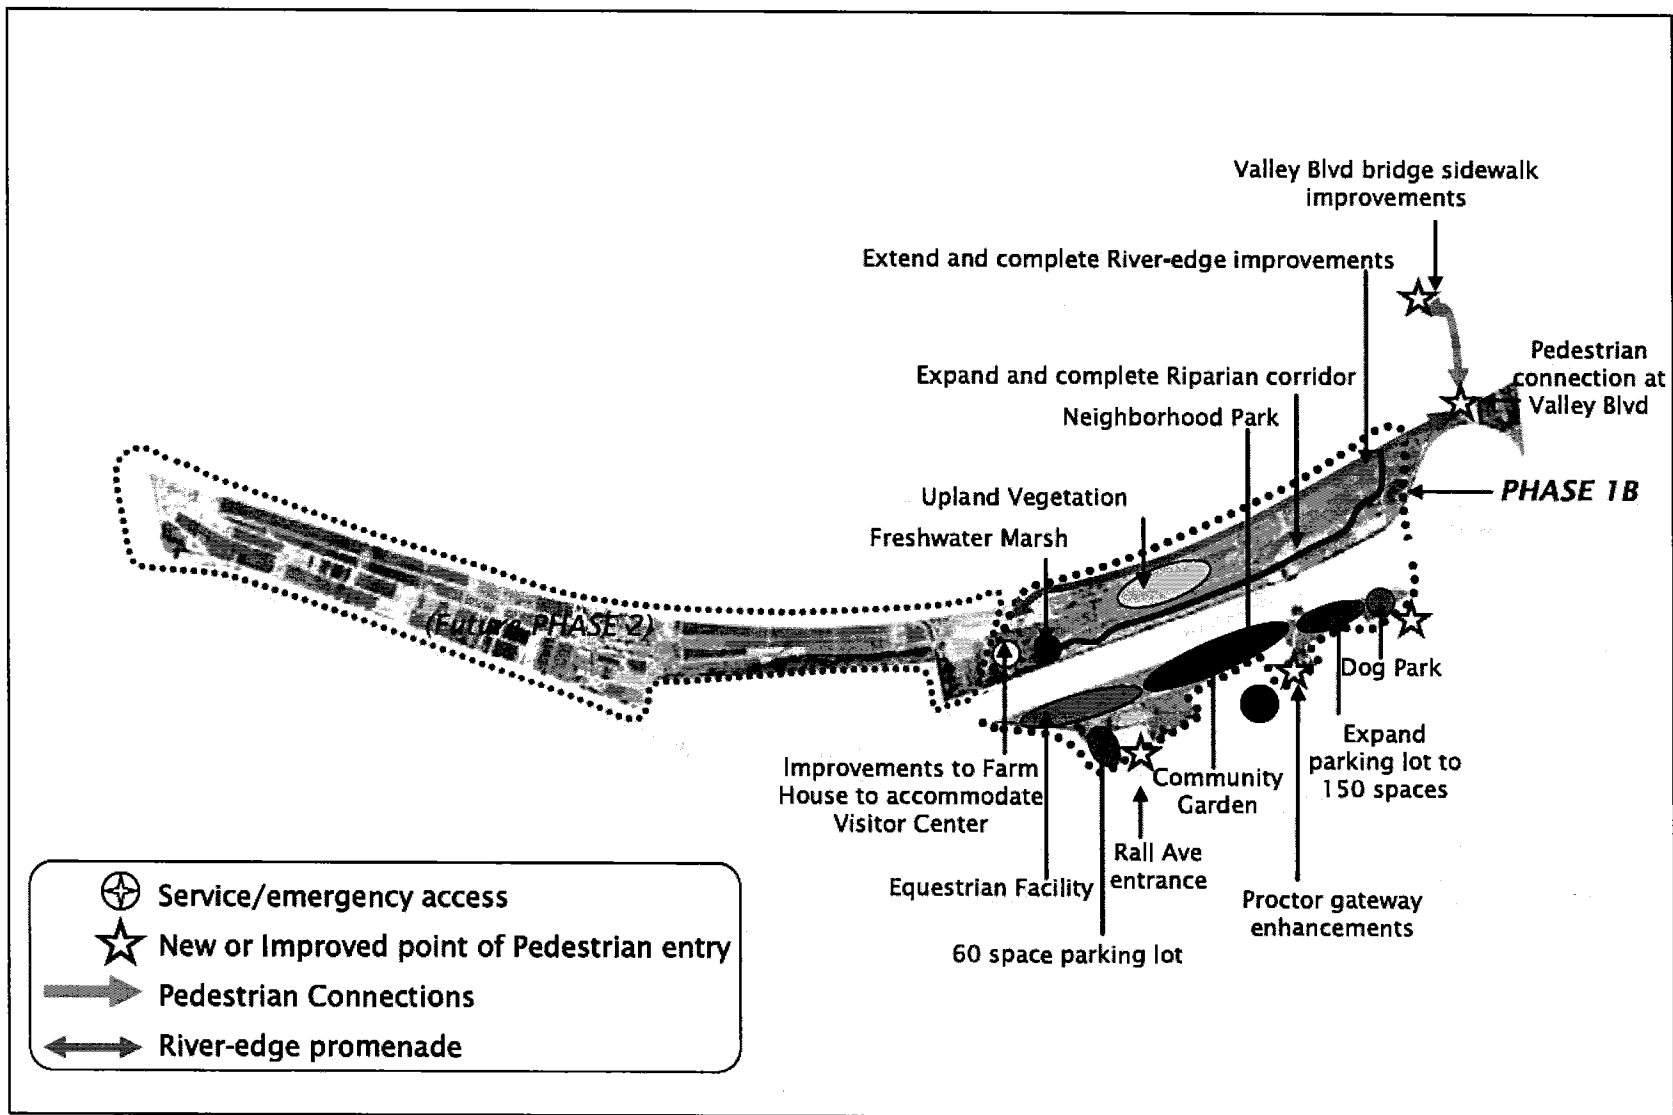 Valley Blvd bridge sidewalk
improvements
Extend and complete River-edge improvements
Pedestrian
connection at
Valley Blvd
Expand and complete Riparian corridor
Neighborhood Park
PHASE 1B
Upland Vegetation
Freshwater Marsh
(Future PHASE 2)
Dog Park
Expand
parking lot to
150 spaces
Improvements to Farm
House to accommodate
Visitor Center
Community
Garden
Rall Ave
entrance
Equestrian Facility
Proctor gateway
enhancements
60 space parking lot
Service/emergency access
New or Improved point of Pedestrian entry
Pedestrian Connections
River-edge promenade